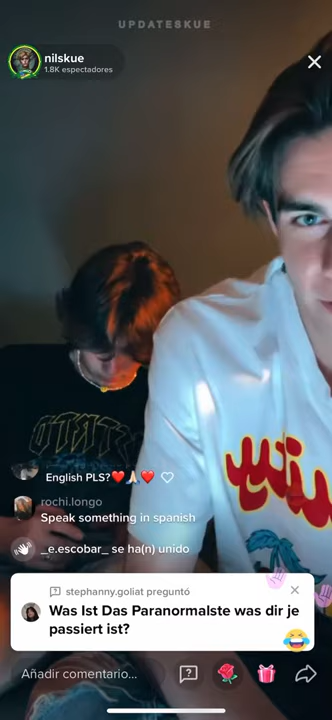 UPDATESKUE
nilskue
1.8K espectadores
English PLS?❤️🙏🏻❤️
rochi.longo
Speak something in spanish
_e.escobar_ se ha(n) unido
stephanny.goliat preguntó
Was Ist Das Paranormalste was dir je
passiert ist?
Añadir comentario...